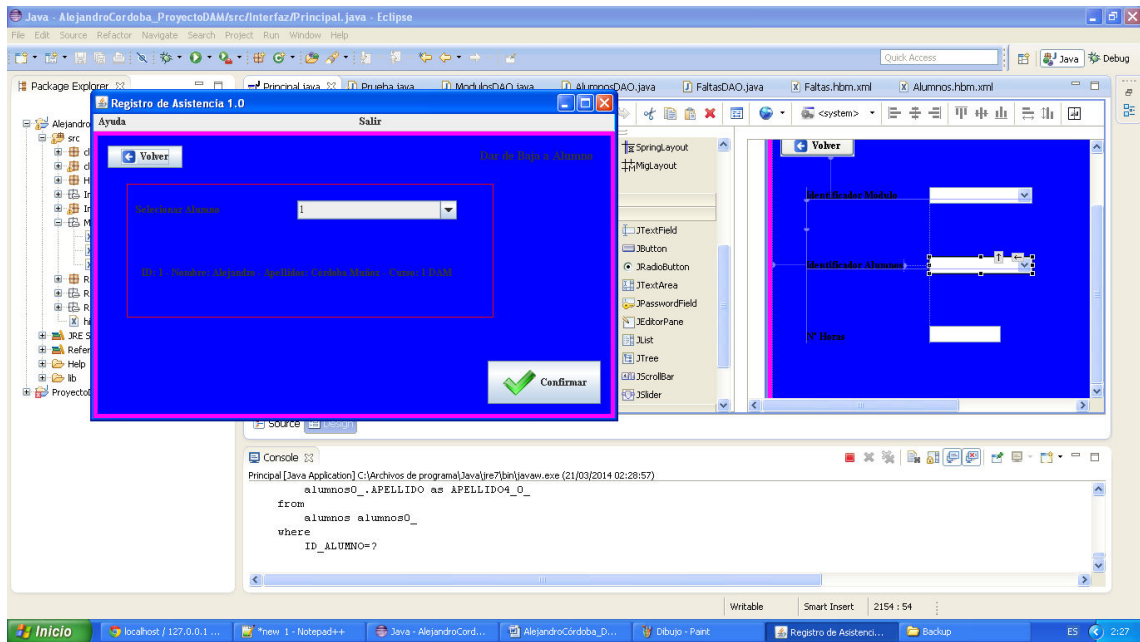 Java - AlejandroCordoba_ProyectoDAM/src/Interfaz/Principal.java - Eclipse
File Edit Source Refactor Navigate Search Project Run Window Help
Quick Access
Java
Debug
Package Explorer
Principal.java
Prueba.java
ModulosDAO.java
AlumnosDAO.java
FaltasDAO.java
Faltas.hbm.xml
Alumnos.hbm.xml
Registro de Asistencia 1.0
Ayuda
Salir
Volver
Dar de Baja a Alumno
Selecionar Alumno
1
ID: 1 - Nombre: Alejandro - Apellidos: Cordoba Muñoz - Curso: 1 DAM
Confirmar
Alejandro
src
JRE S
Refer
Help
lib
Proyecto
<system>
SpringLayout
MigLayout
JTextField
JButton
JRadioButton
JTextArea
JPasswordField
JEditorPane
JList
JTree
JScrollBar
JSlider
Volver
Identificador Modulo
Identificador Alumnos
Nº Horas
Source
Design
Console
Principal [Java Application] C:\Archivos de programa\Java\jre7\bin\javaw.exe (21/03/2014 02:28:57)
alumnos0_.APELLIDO as APELLIDO4_0_
from
alumnos alumnos0_
where
ID_ALUMNO=?
Writable
Smart Insert
2154 : 54
Inicio
localhost / 127.0.0.1 ...
*new 1 - Notepad++
Java - AlejandroCord...
AlejandroCórdoba_D...
Dibujo - Paint
Registro de Asistenci...
Backup
ES
2:27